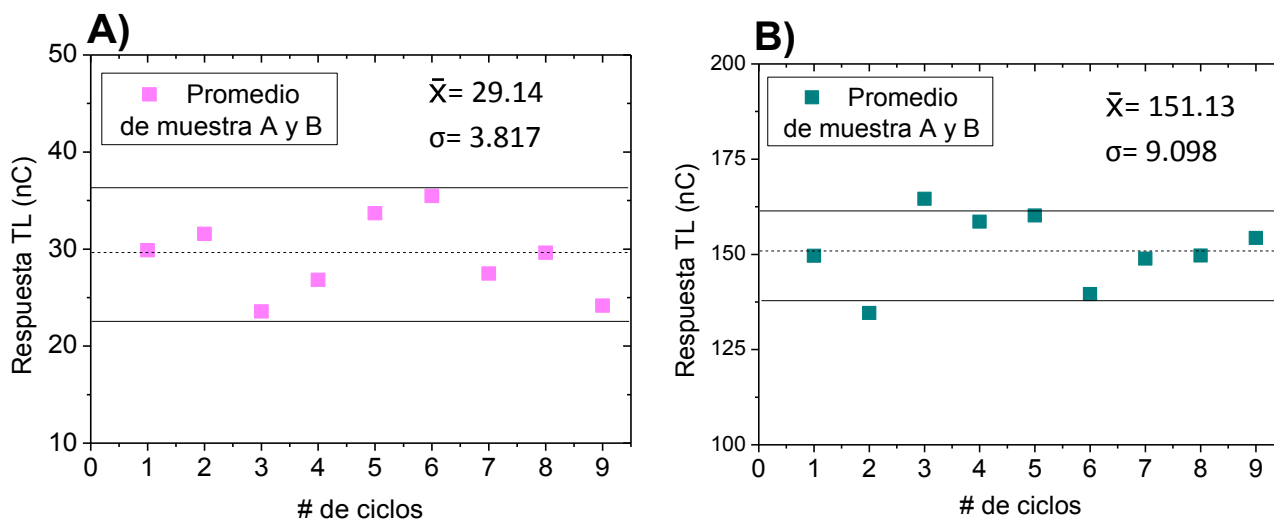 A)
Respuesta TL (nC)
50
40
30
20
10
Promedio
de muestra A y B
x̄= 29.14
σ= 3.817
0 1 2 3 4 5 6 7 8 9
# de ciclos
B)
Respuesta TL (nC)
200
175
150
125
100
Promedio
de muestra A y B
x̄= 151.13
σ= 9.098
0 1 2 3 4 5 6 7 8 9
# de ciclos